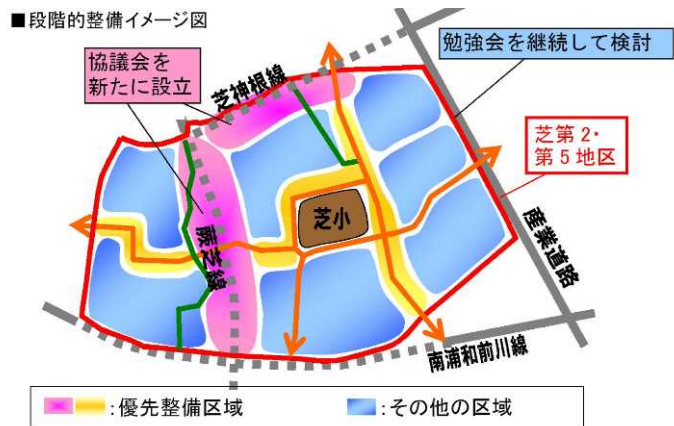 ■段階的整備イメージ図
協議会を
新たに設立
勉強会を継続して検討
芝神根線
芝第2・
第5地区
芝小
藤芝線
産業道路
南浦和前川線
:優先整備区域
:その他の区域